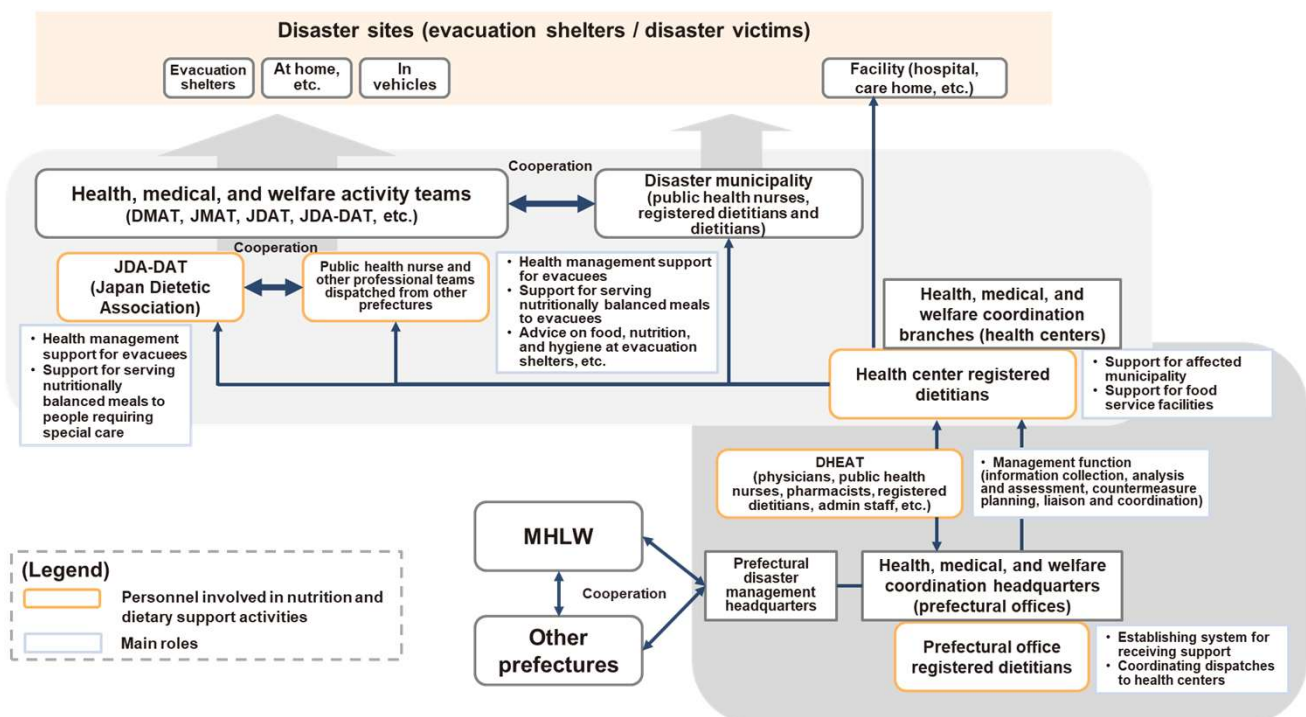 Disaster sites (evacuation shelters / disaster victims)
Evacuation
shelters
At home,
etc.
In
vehicles
Facility (hospital,
care home, etc.)
Cooperation
Health, medical, and welfare activity teams
(DMAT, JMAT, JDAT, JDA-DAT, etc.)
Disaster municipality
(public health nurses,
registered dietitians and
dietitians)
Cooperation
JDA-DAT
(Japan Dietetic
Association)
Public health nurse and
other professional teams
dispatched from other
prefectures
• Health management support
for evacuees
• Support for serving
nutritionally balanced meals
to evacuees
• Advice on food, nutrition,
and hygiene at evacuation
shelters, etc.
Health, medical, and
welfare coordination
branches (health centers)
• Health management
support for evacuees
• Support for serving
nutritionally
balanced meals to
people requiring
special care
Health center registered
dietitians
• Support for affected
municipality
• Support for food
service facilities
DHEAT
(physicians, public health
nurses, pharmacists, registered
dietitians, admin staff, etc.)
• Management function
(information collection, analysis
and assessment, countermeasure
planning, liaison and coordination)
MHLW
Cooperation
Other
prefectures
Prefectural
disaster
management
headquarters
Health, medical, and welfare
coordination headquarters
(prefectural offices)
Prefectural office
registered dietitians
• Establishing system for
receiving support
• Coordinating dispatches
to health centers
(Legend)
Personnel involved in nutrition and
dietary support activities
Main roles